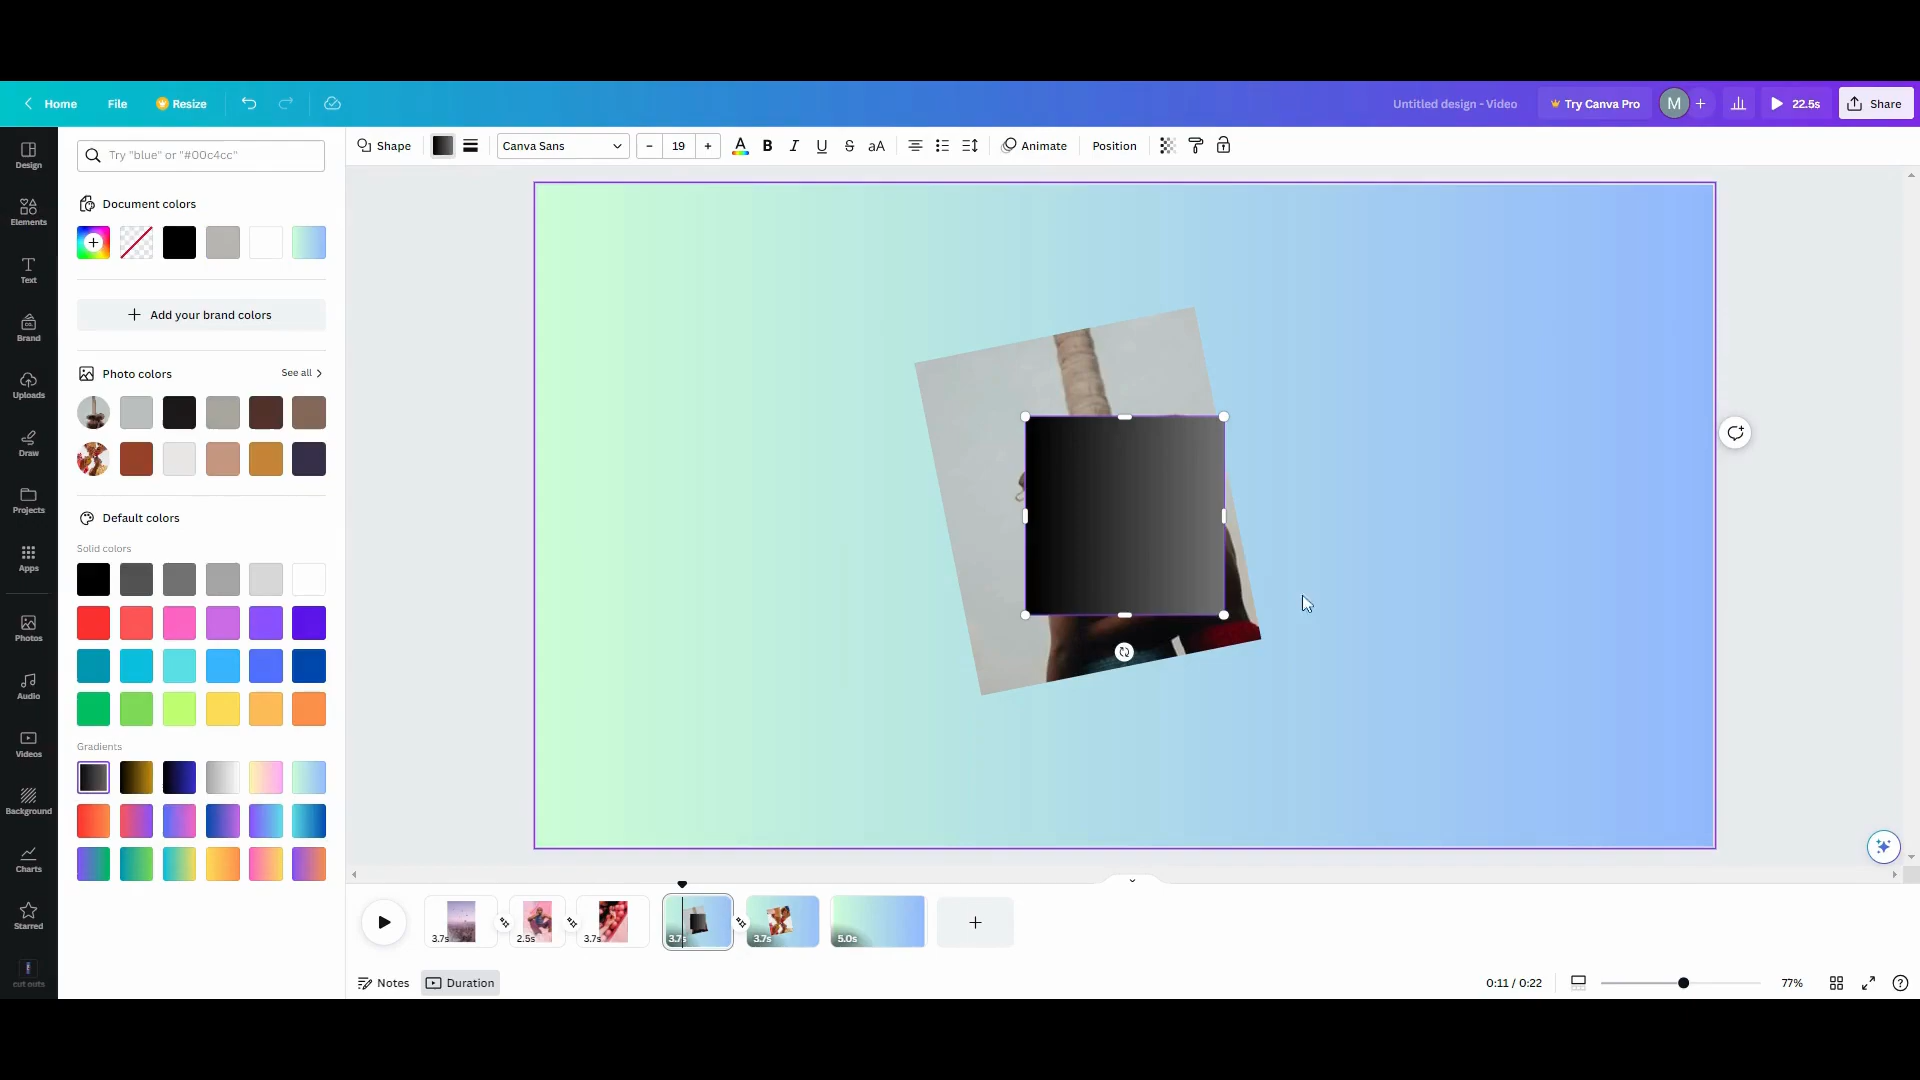 Home File Resize Untitled design - Video Try Canva Pro M + 22.5s Share
Design
Elements
Text
Brand
Uploads
Draw
Projects
Apps
Photos
Audio
Videos
Background
Charts
Starred
cut outs
Try "blue" or "#00c4cc"
Document colors
+ Add your brand colors
Photo colors See all
Default colors
Solid colors
Gradients
Shape Canva Sans − 19 + A B I U S aA Animate Position
3.7s 2.5s 3.7s 3.7s 3.7s 5.0s +
Notes Duration 0:11 / 0:22 77% ?